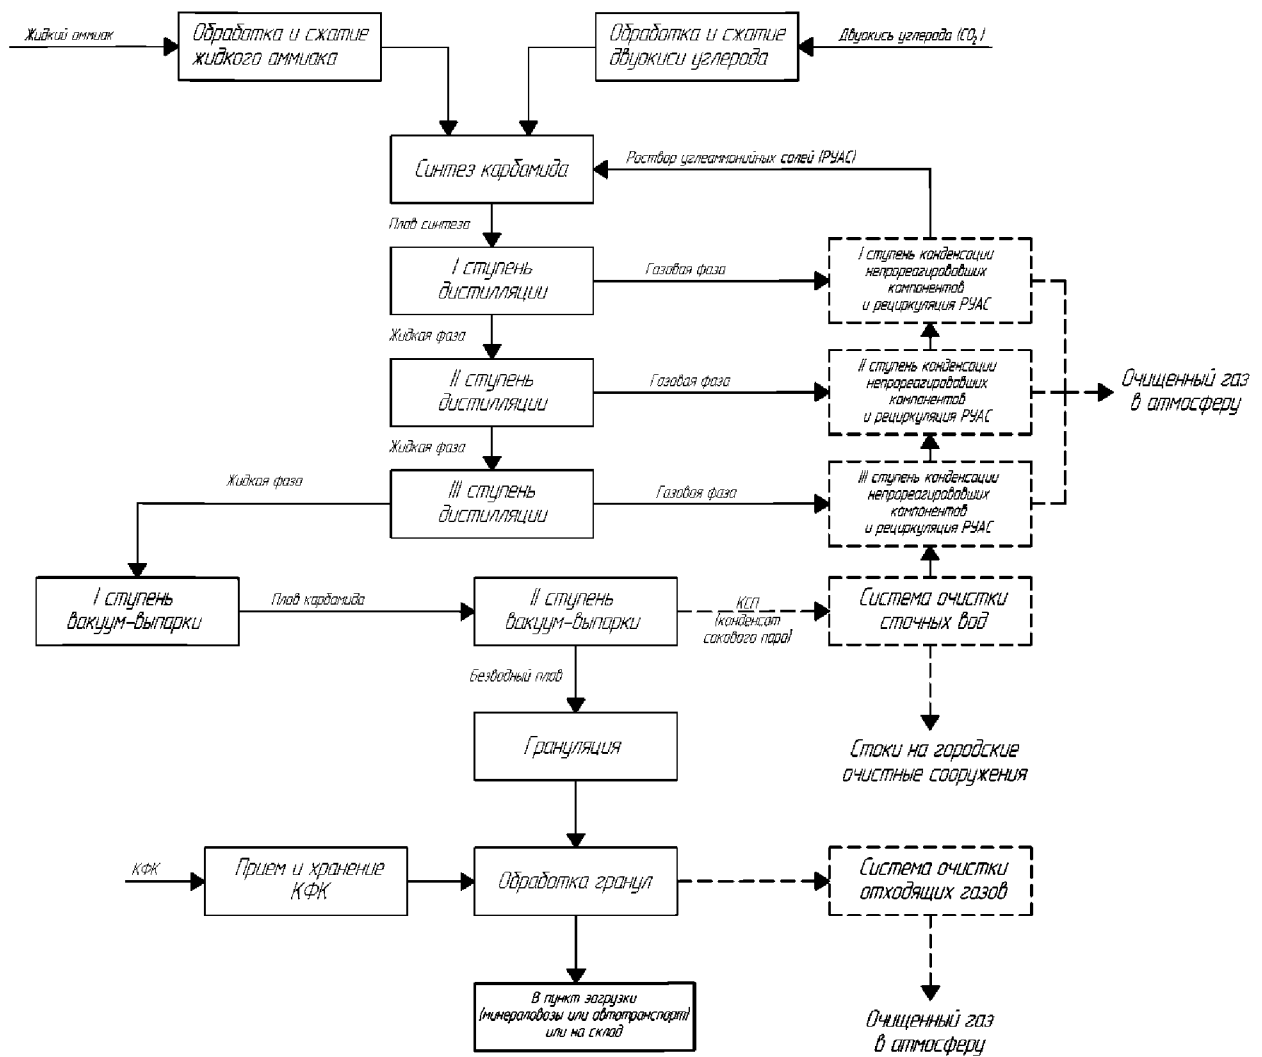 Жидкий аммиак
Обработка и сжатие
жидкого аммиака
Обработка и сжатие
двуокиси углерода
Двуокись углерода (CO₂)
Синтез карбамида
Раствор углеаммонийных солей (РУАС)
Плав синтеза
I ступень
дистилляции
Газовая фаза
I ступень конденсации
непрореагировавших
компонентов
и рециркуляция РУАС
Жидкая фаза
II ступень
дистилляции
Газовая фаза
II ступень конденсации
непрореагировавших
компонентов
и рециркуляция РУАС
Очищенный газ
в атмосферу
Жидкая фаза
Жидкая фаза
III ступень
дистилляции
Газовая фаза
III ступень конденсации
непрореагировавших
компонентов
и рециркуляция РУАС
I ступень
вакуум-выпарки
Плав карбамида
II ступень
вакуум-выпарки
КСП
(конденсат
сокового пара)
Система очистки
сточных вод
Безводный плав
Грануляция
Стоки на городские
очистные сооружения
КФК
Прием и хранение
КФК
Обработка гранул
Система очистки
отходящих газов
В пункт загрузки
(минераловозы или автотранспорт)
или на склад
Очищенный газ
в атмосферу